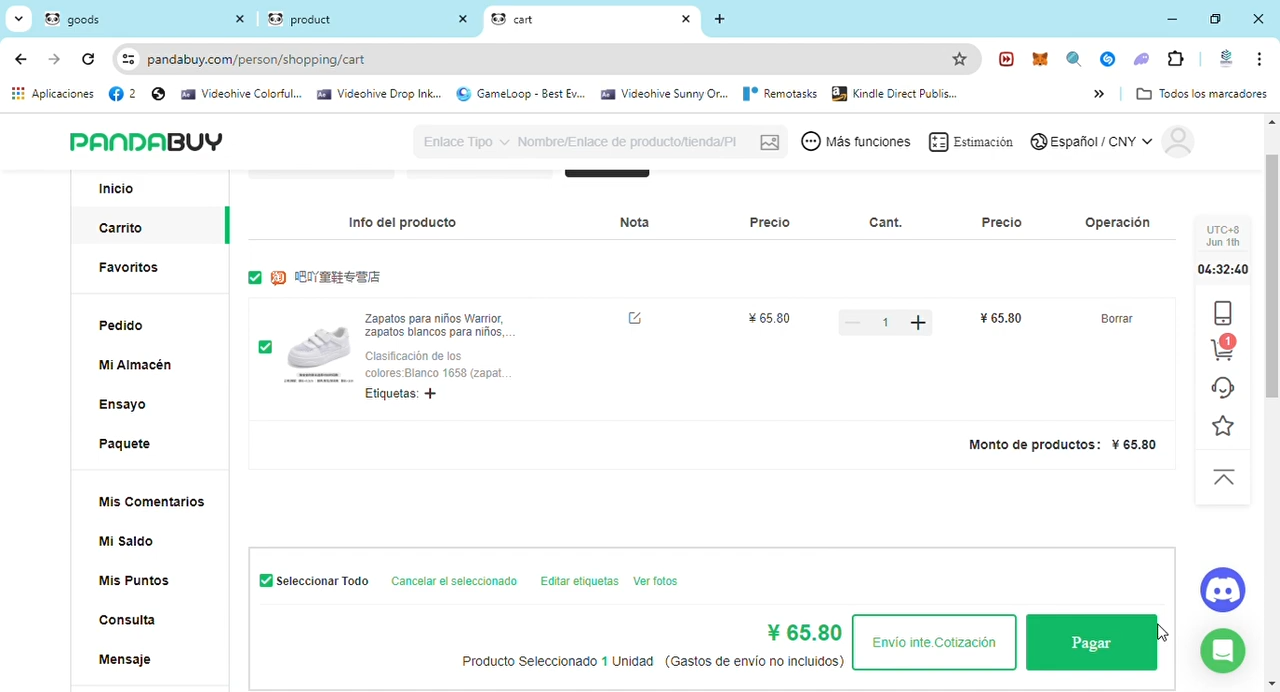 goods
product
cart
pandabuy.com/person/shopping/cart
Aplicaciones
2
Videohive Colorful...
Videohive Drop Ink...
GameLoop - Best Ev...
Videohive Sunny Or...
Remotasks
Kindle Direct Publis...
»
Todos los marcadores
PANDABUY
Enlace Tipo
Nombre/Enlace de producto/tienda/PI
Más funciones
Estimación
Español / CNY
Inicio
Carrito
Favoritos
Pedido
Mi Almacén
Ensayo
Paquete
Mis Comentarios
Mi Saldo
Mis Puntos
Consulta
Mensaje
Info del producto
Nota
Precio
Cant.
Precio
Operación
淘
吧吖童鞋专营店
Zapatos para niños Warrior,
zapatos blancos para niños,...
Clasificación de los
colores:Blanco 1658 (zapat...
Etiquetas: +
¥ 65.80
1
¥ 65.80
Borrar
Monto de productos: ¥ 65.80
Seleccionar Todo
Cancelar el seleccionado
Editar etiquetas
Ver fotos
¥ 65.80
Producto Seleccionado 1 Unidad (Gastos de envío no incluidos)
Envío inte.Cotización
Pagar
UTC+8
Jun 1th
04:32:40
1